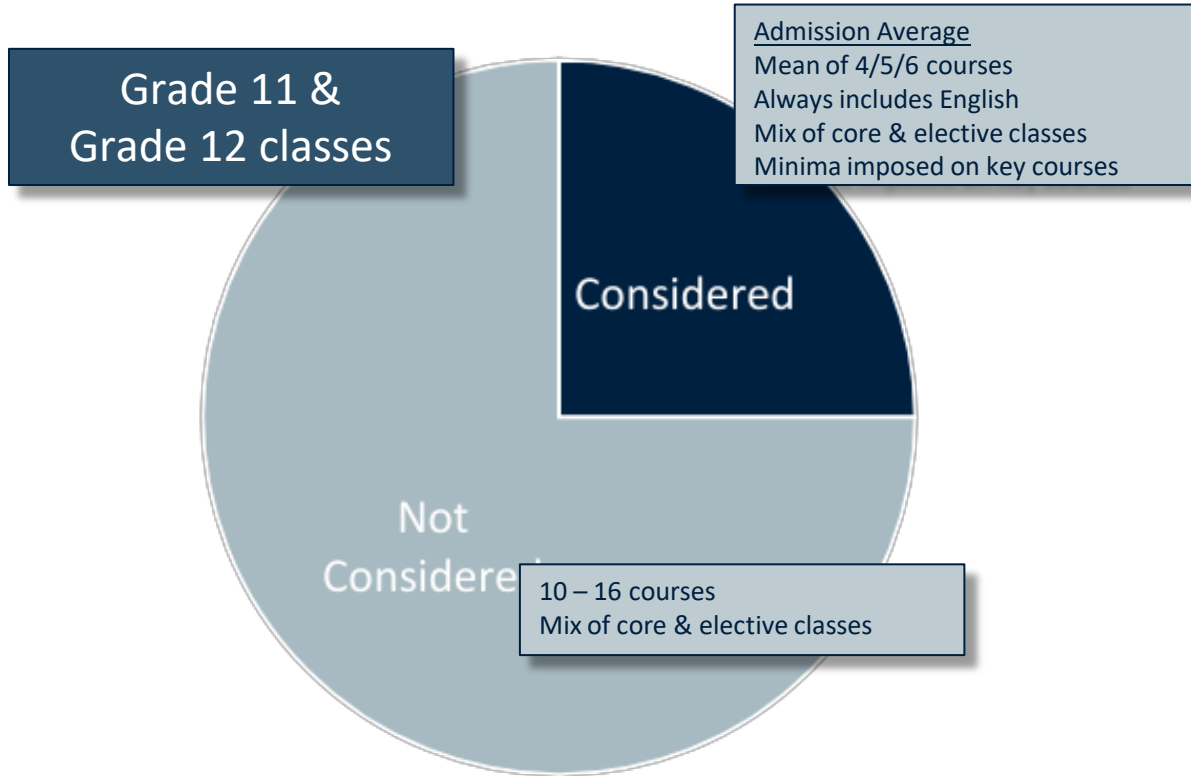 Grade 11 &
Grade 12 classes
Admission Average
Mean of 4/5/6 courses
Always includes English
Mix of core & elective classes
Minima imposed on key courses
Considered
Not
Considered
10 – 16 courses
Mix of core & elective classes